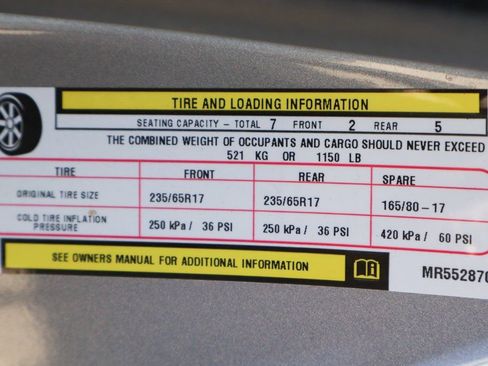 TIRE AND LOADING INFORMATION
SEATING CAPACITY - TOTAL 7 FRONT 2 REAR 5
THE COMBINED WEIGHT OF OCCUPANTS AND CARGO SHOULD NEVER EXCEED
521 KG OR 1150 LB
TIRE FRONT REAR SPARE
ORIGINAL TIRE SIZE 235/65R17 235/65R17 165/80-17
COLD TIRE INFLATION PRESSURE 250 kPa / 36 PSI 250 kPa / 36 PSI 420 kPa / 60 PSI
SEE OWNERS MANUAL FOR ADDITIONAL INFORMATION
MR552870